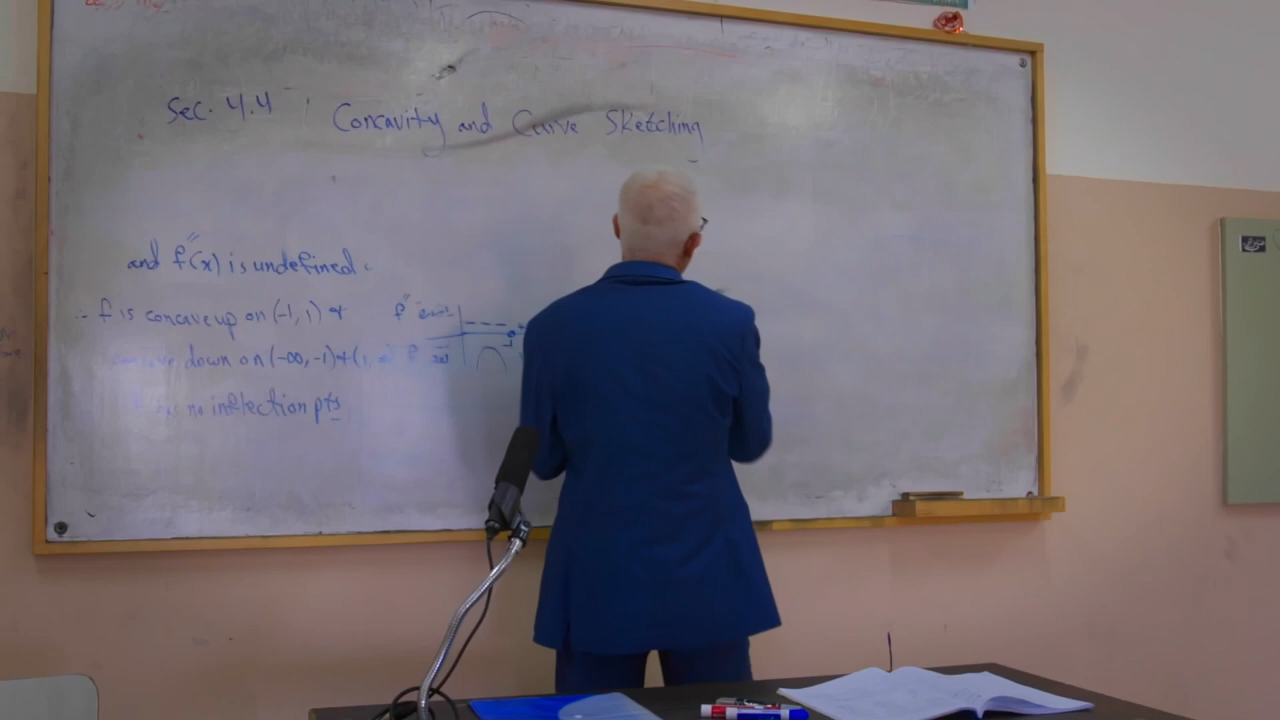 Sec. 4.4 Concavity and Curve Sketching
and f''(x) is undefined.
f is concave up on (-1, 1) &
f''
concave down on (-∞, -1) & (1,
no inflection pts